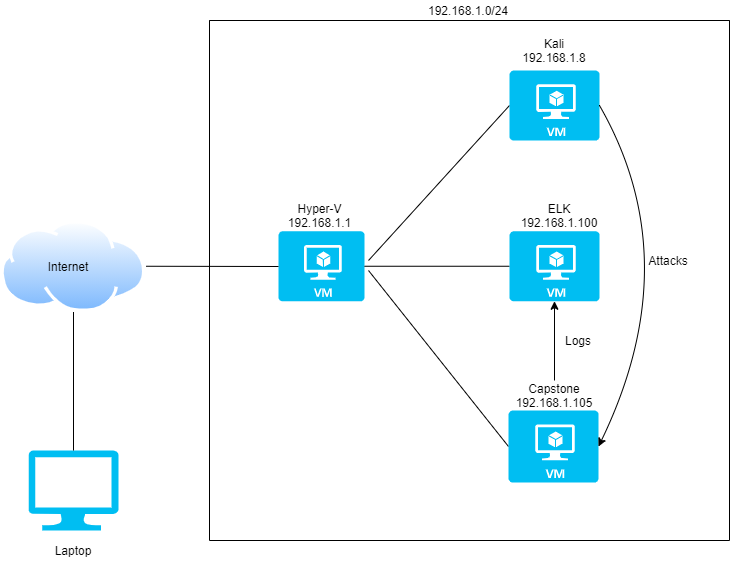 192.168.1.0/24
Kali
192.168.1.8
VM
Hyper-V
192.168.1.1
VM
ELK
192.168.1.100
VM
Internet
Attacks
Logs
Capstone
192.168.1.105
VM
Laptop